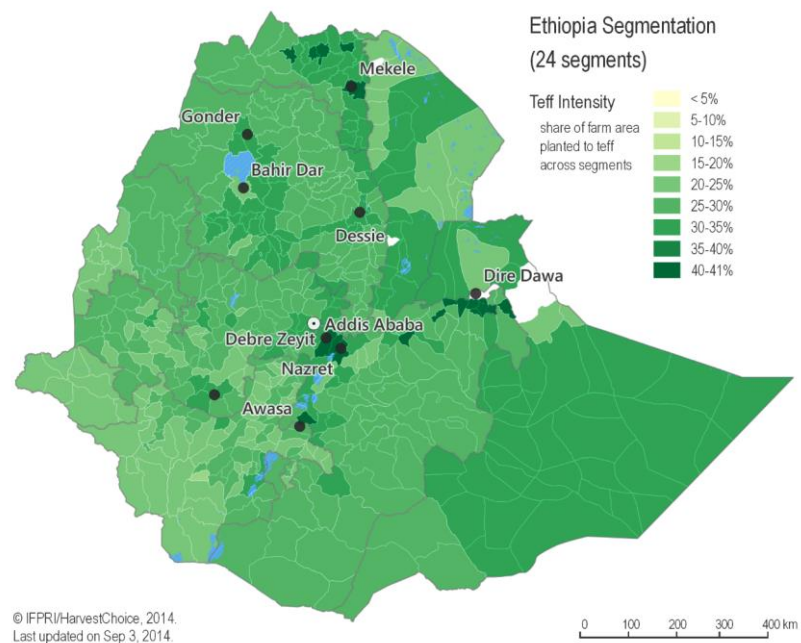 Ethiopia Segmentation
(24 segments)
Teff Intensity
share of farm area
planted to teff
across segments
< 5%
5-10%
10-15%
15-20%
20-25%
25-30%
30-35%
35-40%
40-41%
Mekele
Gonder
Bahir Dar
Dessie
Dire Dawa
Addis Ababa
Debre Zeyit
Nazret
Awasa
© IFPRI/HarvestChoice, 2014.
Last updated on Sep 3, 2014.
0 100 200 300 400 km